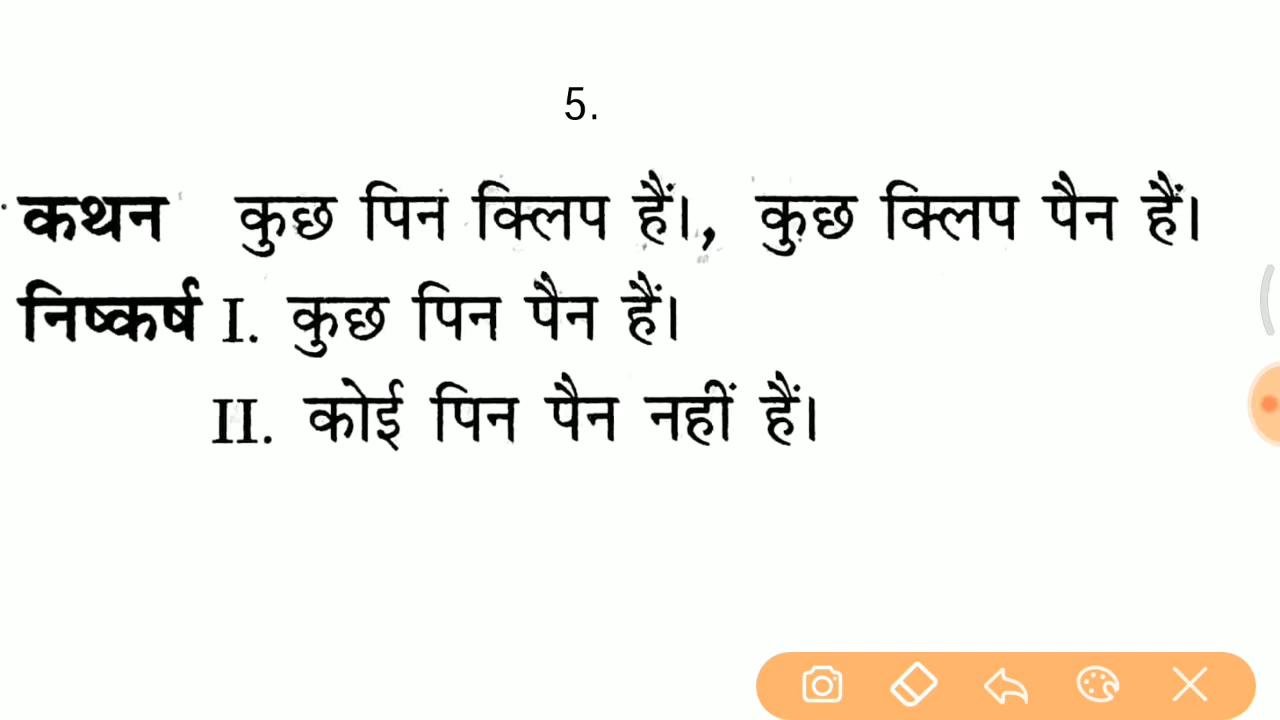 5.
कथन कुछ पिन क्लिप हैं।, कुछ क्लिप पैन हैं।
निष्कर्ष I. कुछ पिन पैन हैं।
II. कोई पिन पैन नहीं हैं।